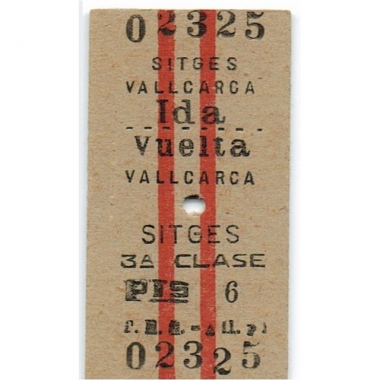 02325
SITGES
VALLCARCA
Ida
Vuelta
VALLCARCA
SITGES
3A CLASE
6
02325